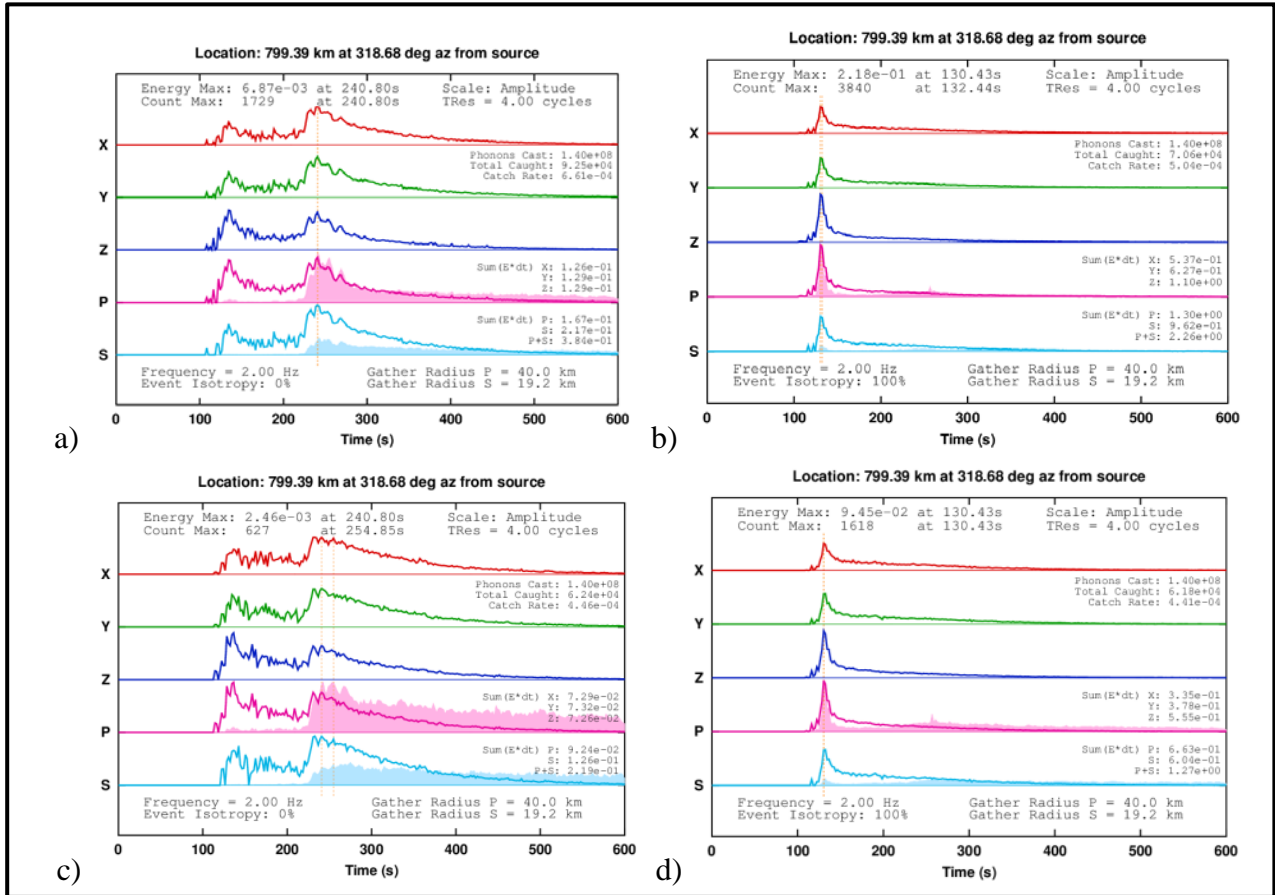 Location: 799.39 km at 318.68 deg az from source
Energy Max: 6.87e-03 at 240.80s Scale: Amplitude
Count Max: 1729 at 240.80s TRes = 4.00 cycles
X
Phonons Cast: 1.40e+08
Total Caught: 9.25e+04
Catch Rate: 6.61e-04
Y
Z
Sum(E*dt) X: 1.26e-01
Y: 1.29e-01
Z: 1.29e-01
P
Sum(E*dt) P: 1.67e-01
S: 2.17e-01
P+S: 3.84e-01
S
Frequency = 2.00 Hz Gather Radius P = 40.0 km
Event Isotropy: 0% Gather Radius S = 19.2 km
0 100 200 300 400 500 600
Time (s)
a)
Location: 799.39 km at 318.68 deg az from source
Energy Max: 2.18e-01 at 130.43s Scale: Amplitude
Count Max: 3840 at 132.44s TRes = 4.00 cycles
X
Phonons Cast: 1.40e+08
Total Caught: 7.06e+04
Catch Rate: 5.04e-04
Y
Z
Sum(E*dt) X: 5.37e-01
Y: 6.27e-01
Z: 1.10e+00
P
Sum(E*dt) P: 1.30e+00
S: 9.62e-01
P+S: 2.26e+00
S
Frequency = 2.00 Hz Gather Radius P = 40.0 km
Event Isotropy: 100% Gather Radius S = 19.2 km
0 100 200 300 400 500 600
Time (s)
b)
Location: 799.39 km at 318.68 deg az from source
Energy Max: 2.46e-03 at 240.80s Scale: Amplitude
Count Max: 627 at 254.85s TRes = 4.00 cycles
X
Phonons Cast: 1.40e+08
Total Caught: 6.24e+04
Catch Rate: 4.46e-04
Y
Z
Sum(E*dt) X: 7.29e-02
Y: 7.32e-02
Z: 7.26e-02
P
Sum(E*dt) P: 9.24e-02
S: 1.26e-01
P+S: 2.19e-01
S
Frequency = 2.00 Hz Gather Radius P = 40.0 km
Event Isotropy: 0% Gather Radius S = 19.2 km
0 100 200 300 400 500 600
Time (s)
c)
Location: 799.39 km at 318.68 deg az from source
Energy Max: 9.45e-02 at 130.43s Scale: Amplitude
Count Max: 1618 at 130.43s TRes = 4.00 cycles
X
Phonons Cast: 1.40e+08
Total Caught: 6.18e+04
Catch Rate: 4.41e-04
Y
Z
Sum(E*dt) X: 3.35e-01
Y: 3.78e-01
Z: 5.55e-01
P
Sum(E*dt) P: 6.63e-01
S: 6.04e-01
P+S: 1.27e+00
S
Frequency = 2.00 Hz Gather Radius P = 40.0 km
Event Isotropy: 100% Gather Radius S = 19.2 km
0 100 200 300 400 500 600
Time (s)
d)